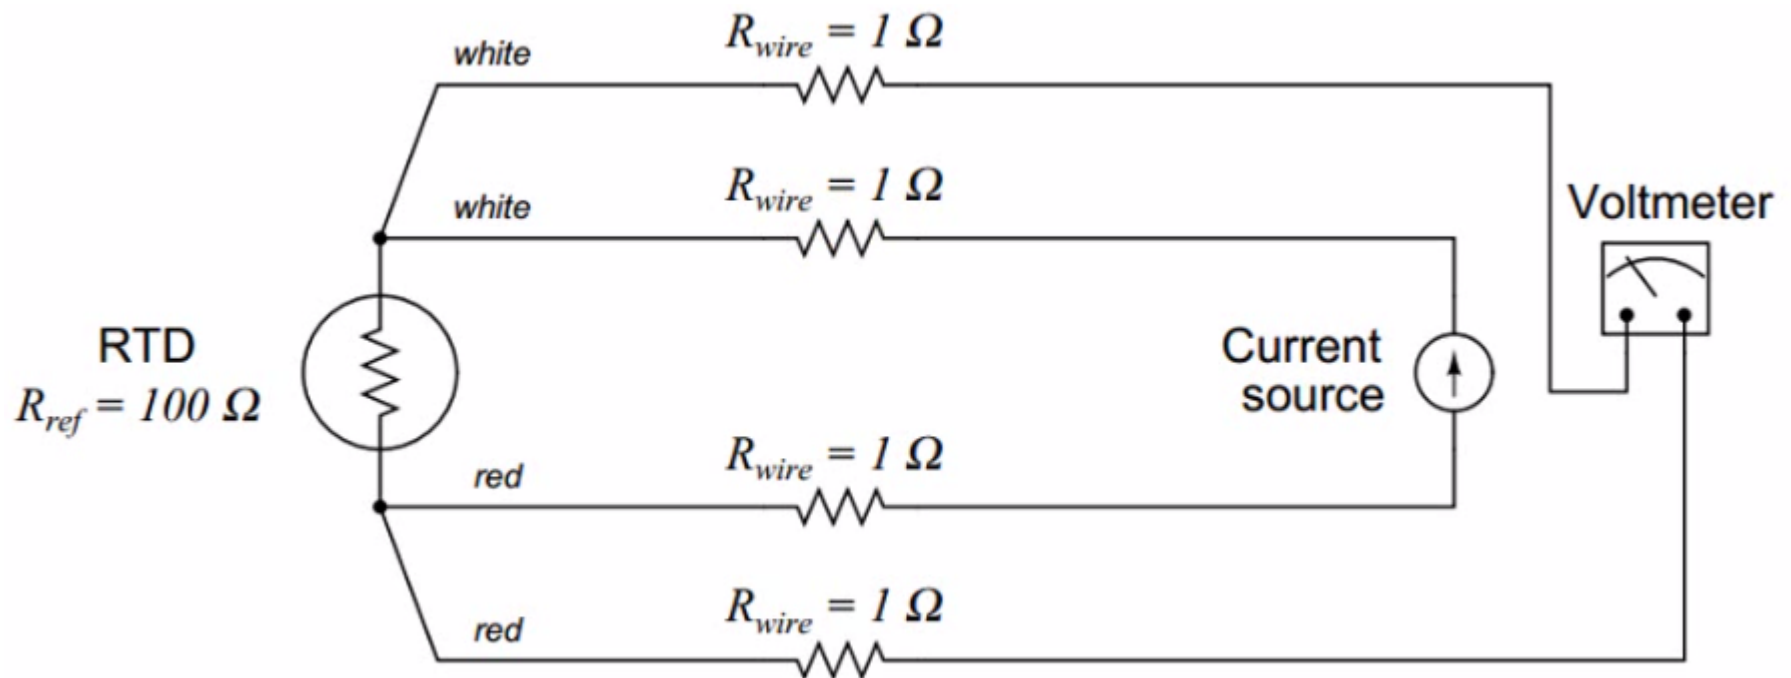 R_wire = 1 Ω
white
R_wire = 1 Ω
white
Voltmeter
RTD
R_ref = 100 Ω
Current
source
R_wire = 1 Ω
red
R_wire = 1 Ω
red